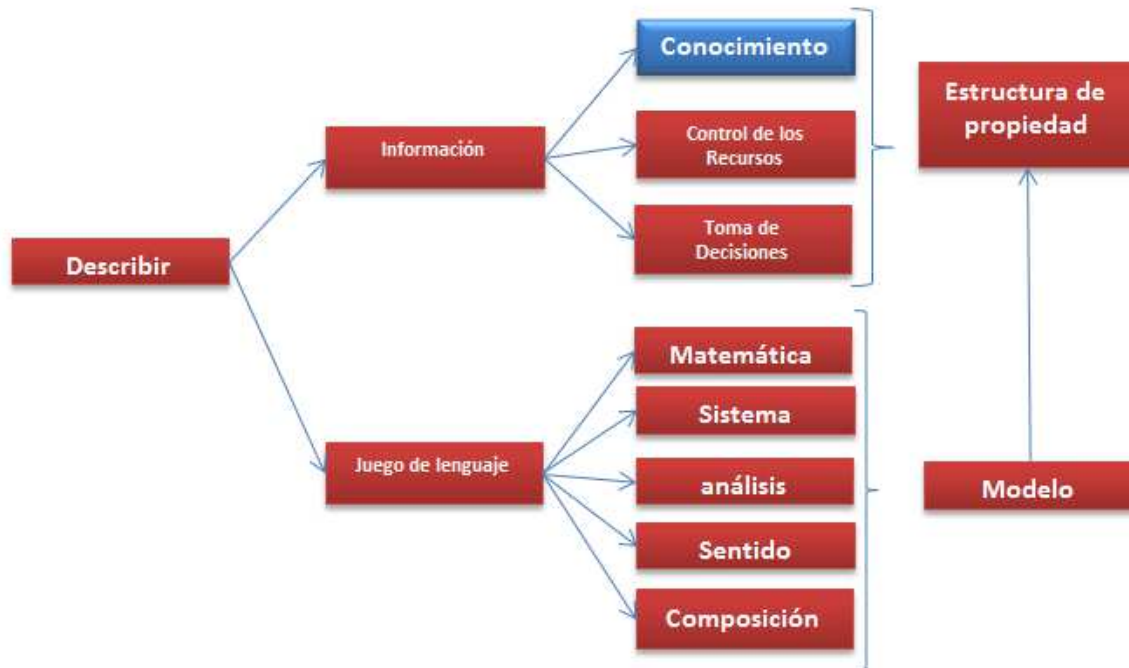 Conocimiento
Estructura de
propiedad
Información
Control de los
Recursos
Toma de
Decisiones
Describir
Matemática
Sistema
Juego de lenguaje
análisis
Modelo
Sentido
Composición